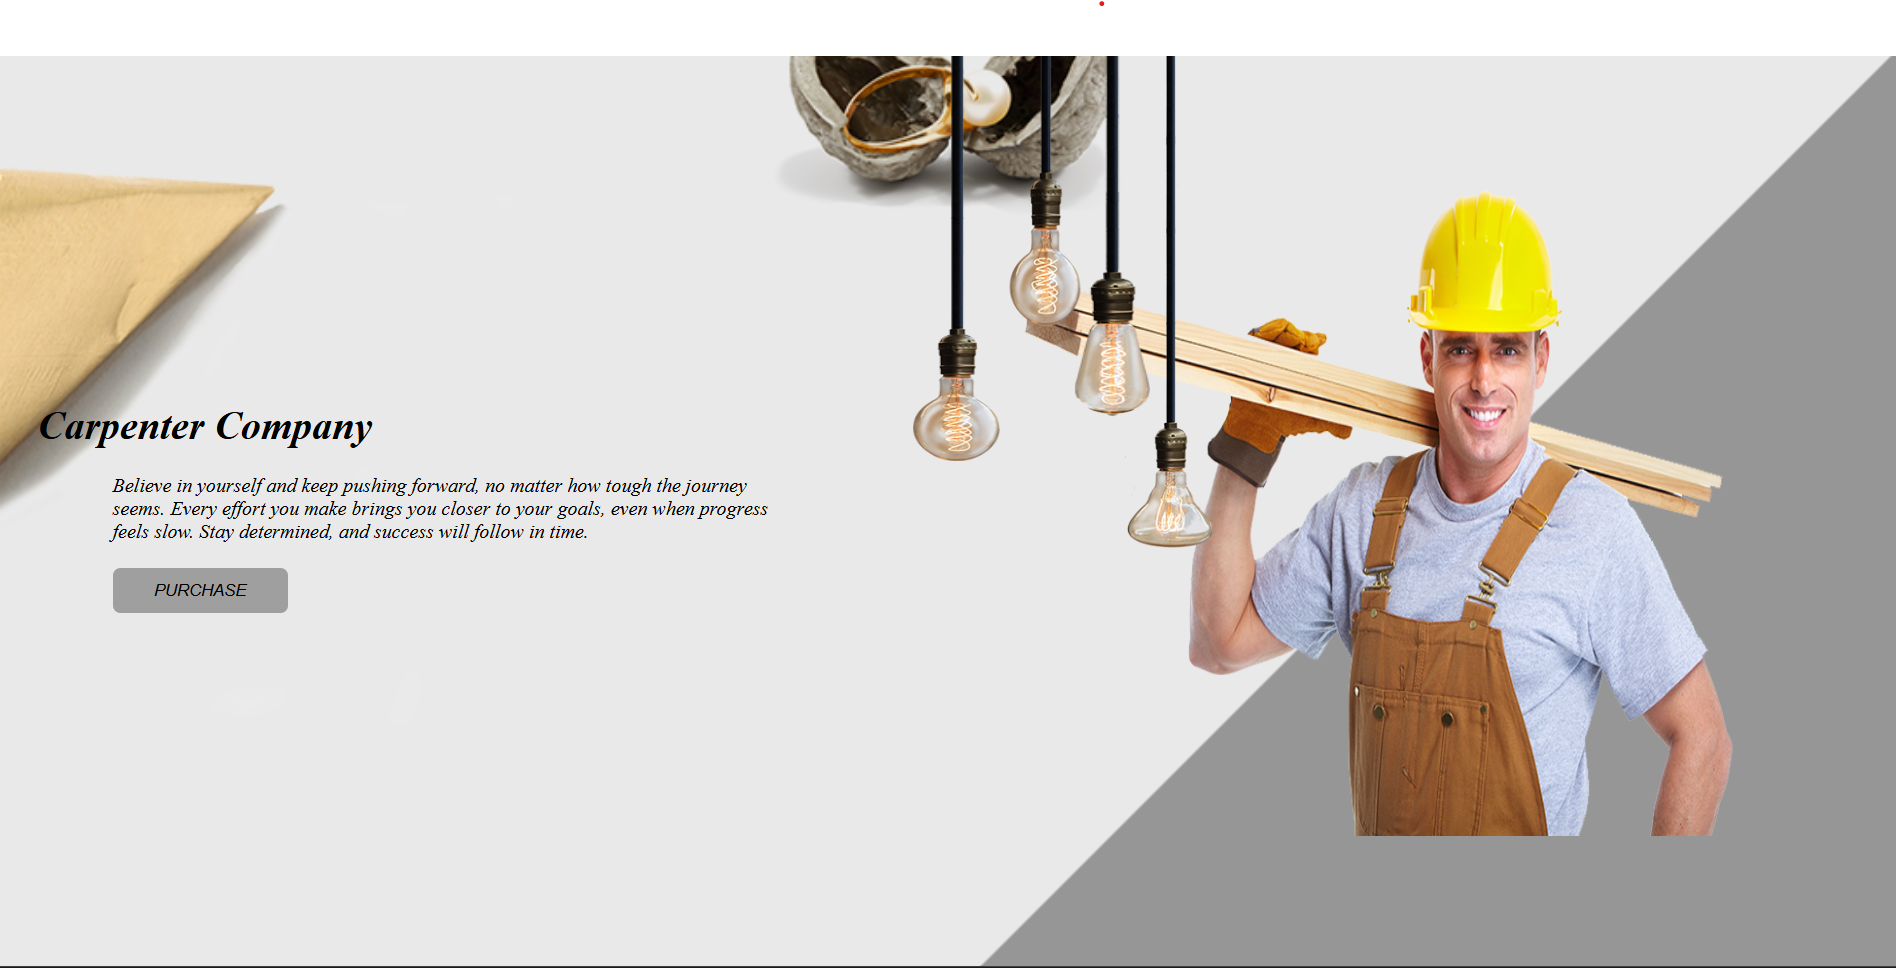 Carpenter Company
Believe in yourself and keep pushing forward, no matter how tough the journey
seems. Every effort you make brings you closer to your goals, even when progress
feels slow. Stay determined, and success will follow in time.
PURCHASE